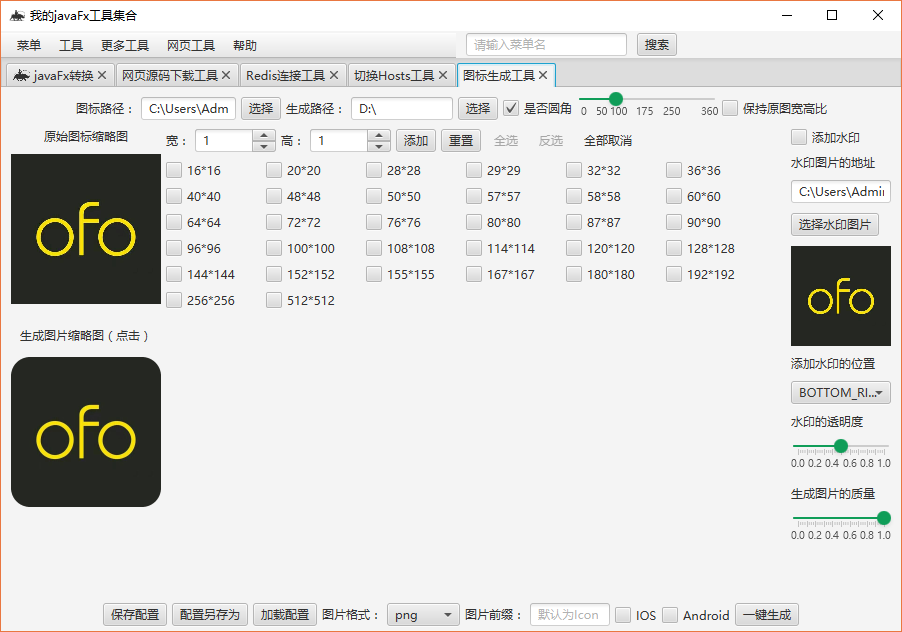 我的javaFx工具集合
菜单 工具 更多工具 网页工具 帮助 请输入菜单名 搜索
javaFx转换 网页源码下载工具 Redis连接工具 切换Hosts工具 图标生成工具
图标路径： C:\Users\Adm 选择 生成路径： D:\ 选择 是否圆角 0 50 100 175 250 360 保持原图宽高比
原始图标缩略图 宽： 1 高： 1 添加 重置 全选 反选 全部取消 添加水印
16*16 20*20 28*28 29*29 32*32 36*36
水印图片的地址
40*40 48*48 50*50 57*57 58*58 60*60
C:\Users\Admin
64*64 72*72 76*76 80*80 87*87 90*90
选择水印图片
96*96 100*100 108*108 114*114 120*120 128*128
144*144 152*152 155*155 167*167 180*180 192*192
256*256 512*512
ofo
ofo
生成图片缩略图（点击）
添加水印的位置
BOTTOM_RI...
水印的透明度
ofo
0.0 0.2 0.4 0.6 0.8 1.0
生成图片的质量
0.0 0.2 0.4 0.6 0.8 1.0
保存配置 配置另存为 加载配置 图片格式： png 图片前缀： 默认为Icon IOS Android 一键生成